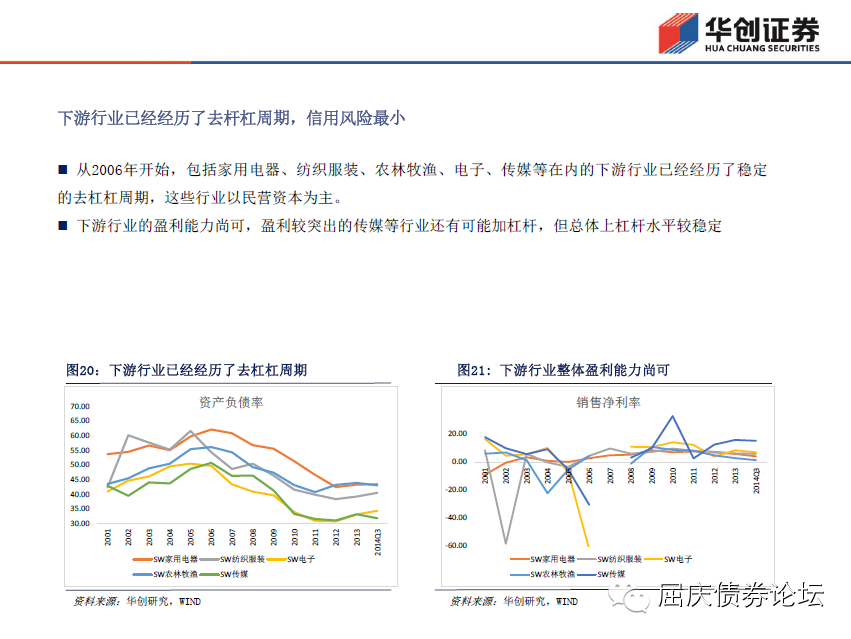 华创证券
HUA CHUANG SECURITIES
下游行业已经经历了去杆杠周期，信用风险最小
■ 从2006年开始，包括家用电器、纺织服装、农林牧渔、电子、传媒等在内的下游行业已经经历了稳定
的去杠杠周期，这些行业以民营资本为主。
■ 下游行业的盈利能力尚可，盈利较突出的传媒等行业还有可能加杠杆，但总体上杠杆水平较稳定
图20：下游行业已经经历了去杠杠周期
资产负债率
70.00
65.00
60.00
55.00
50.00
45.00
40.00
35.00
30.00
2001 2002 2003 2004 2005 2006 2007 2008 2009 2010 2011 2012 2013 2014Q3
SW家用电器 SW纺织服装 SW电子
SW农林牧渔 SW传媒
资料来源：华创研究，WIND
图21：下游行业整体盈利能力尚可
销售净利率
20.00
0.00
-20.00
-40.00
-60.00
2001 2002 2003 2004 2005 2006 2007 2008 2009 2010 2011 2012 2013 2014Q3
SW家用电器 SW纺织服装 SW电子
SW农林牧渔 SW传媒
资料来源：华创研究，WIND
屈庆债券论坛